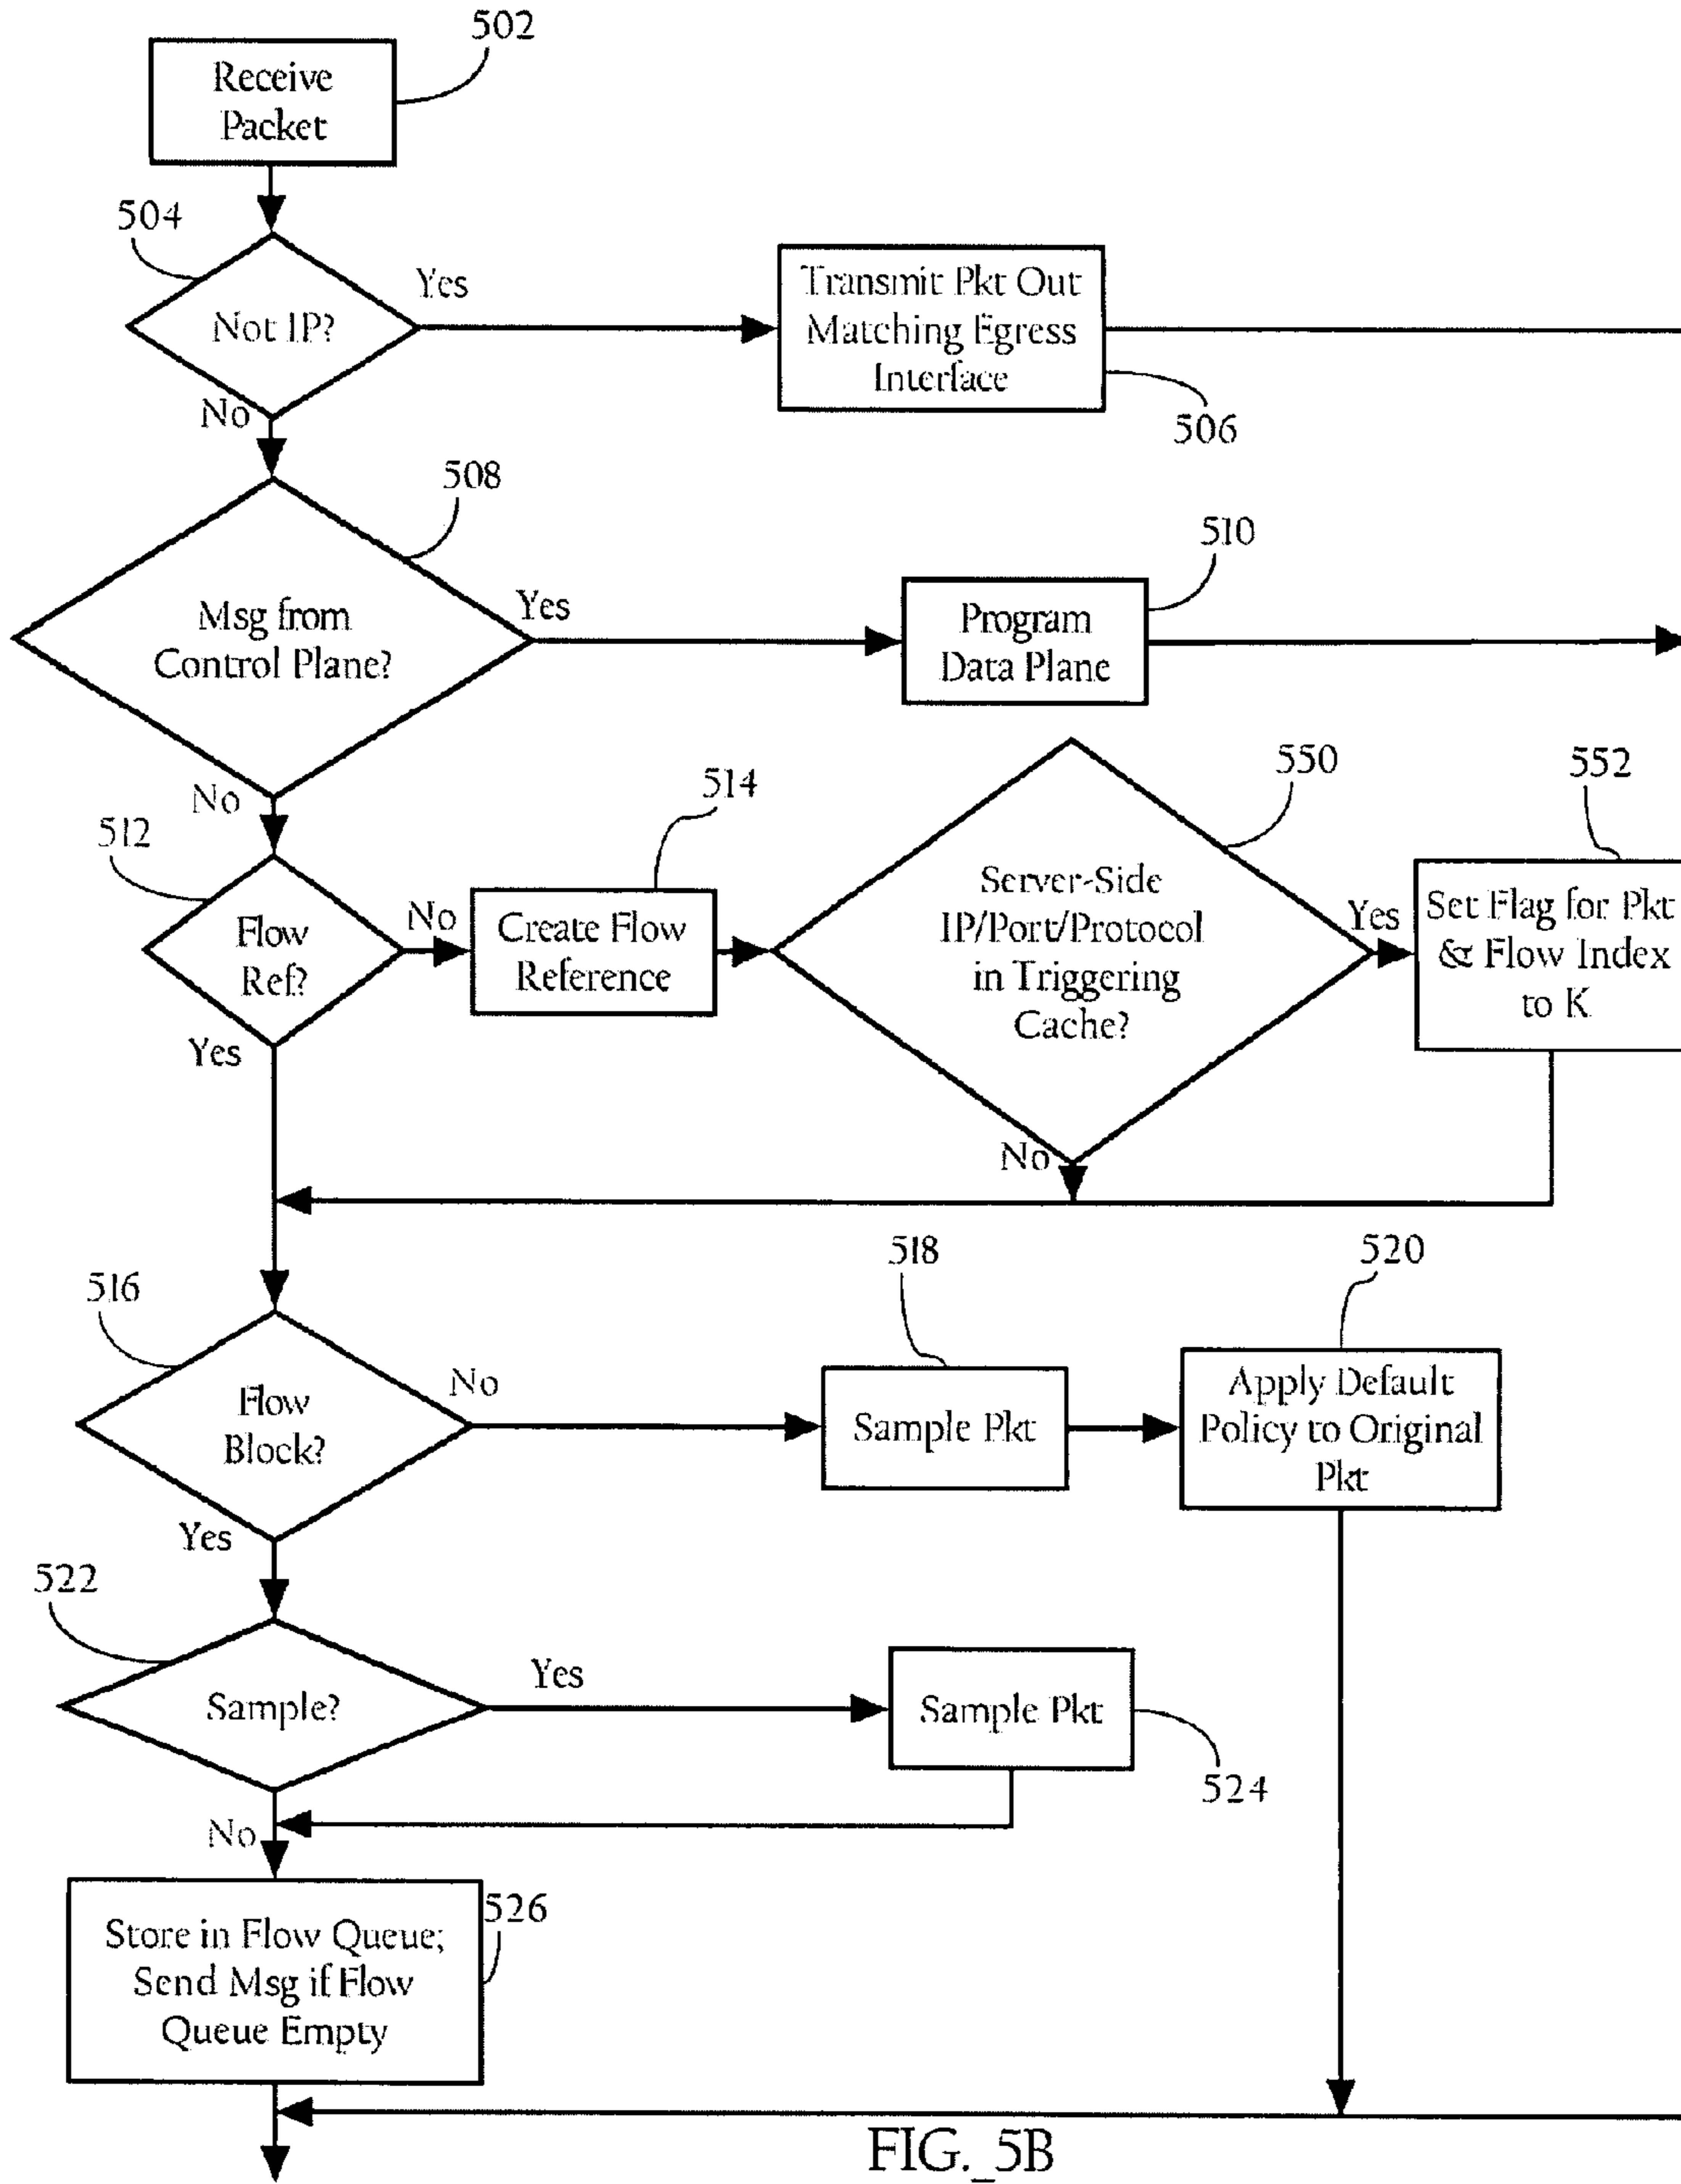 502
Receive
Packet
504
Not IP?
Yes
No
Transmit Pkt Out
Matching Egress
Interface
506
508
Msg from
Control Plane?
Yes
No
510
Program
Data Plane
512
Flow
Ref?
No
Yes
514
Create Flow
Reference
550
Server-Side
IP/Port/Protocol
in Triggering
Cache?
Yes
No
552
Set Flag for Pkt
& Flow Index
to K
516
Flow
Block?
No
Yes
518
Sample Pkt
520
Apply Default
Policy to Original
Pkt
522
Sample?
Yes
No
Sample Pkt
524
526
Store in Flow Queue;
Send Msg if Flow
Queue Empty
FIG._5B